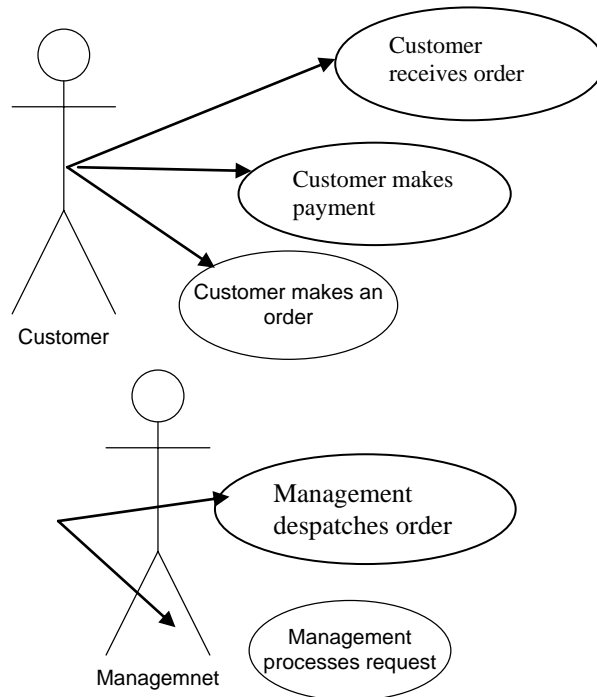 Customer
receives order
Customer makes
payment
Customer makes an
order
Customer
Management
despatches order
Management
processes request
Managemnet